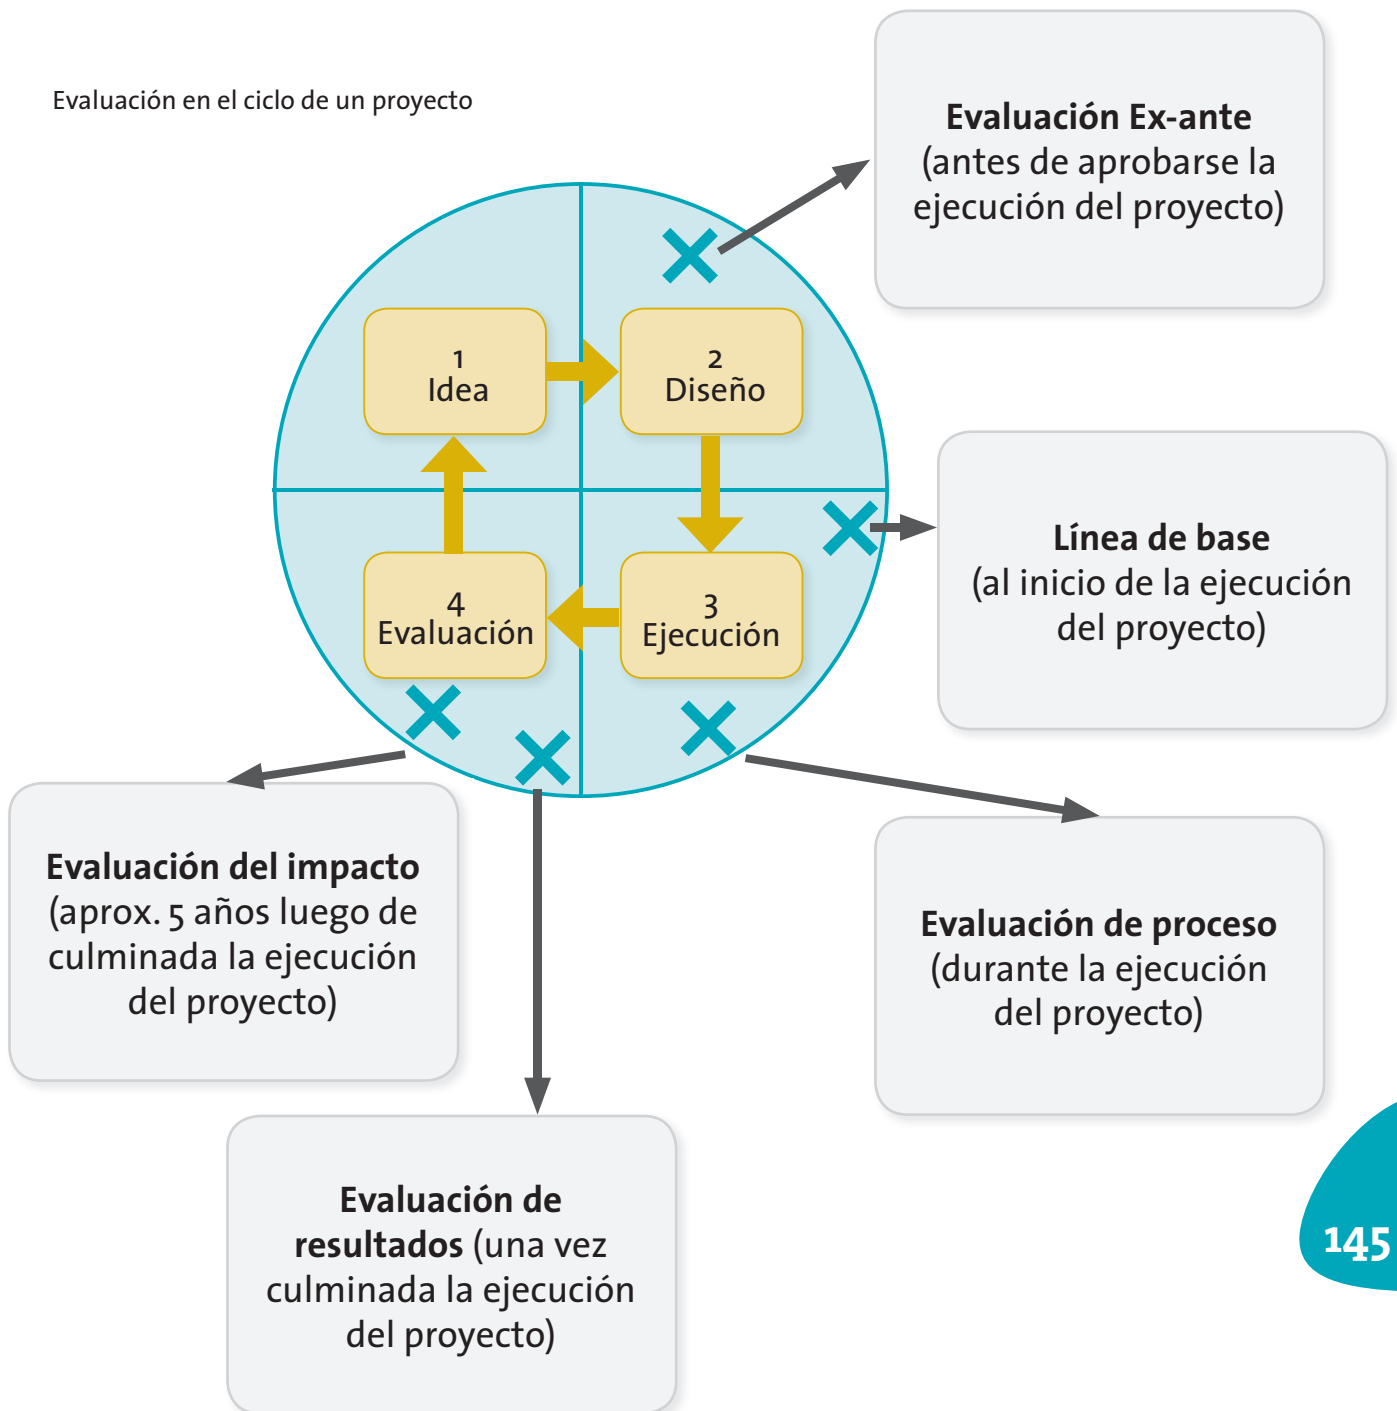 Evaluación en el ciclo de un proyecto
Evaluación Ex-ante
(antes de aprobarse la
ejecución del proyecto)
1
Idea
2
Diseño
Línea de base
(al inicio de la ejecución
del proyecto)
4
Evaluación
3
Ejecución
Evaluación del impacto
(aprox. 5 años luego de
culminada la ejecución
del proyecto)
Evaluación de proceso
(durante la ejecución
del proyecto)
Evaluación de
resultados (una vez
culminada la ejecución
del proyecto)
145